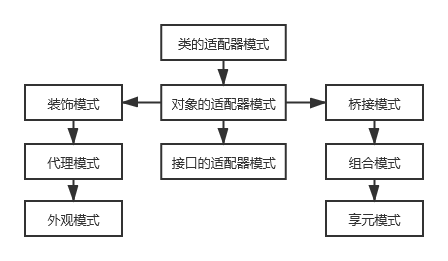 类的适配器模式
装饰模式
对象的适配器模式
桥接模式
代理模式
接口的适配器模式
组合模式
外观模式
享元模式